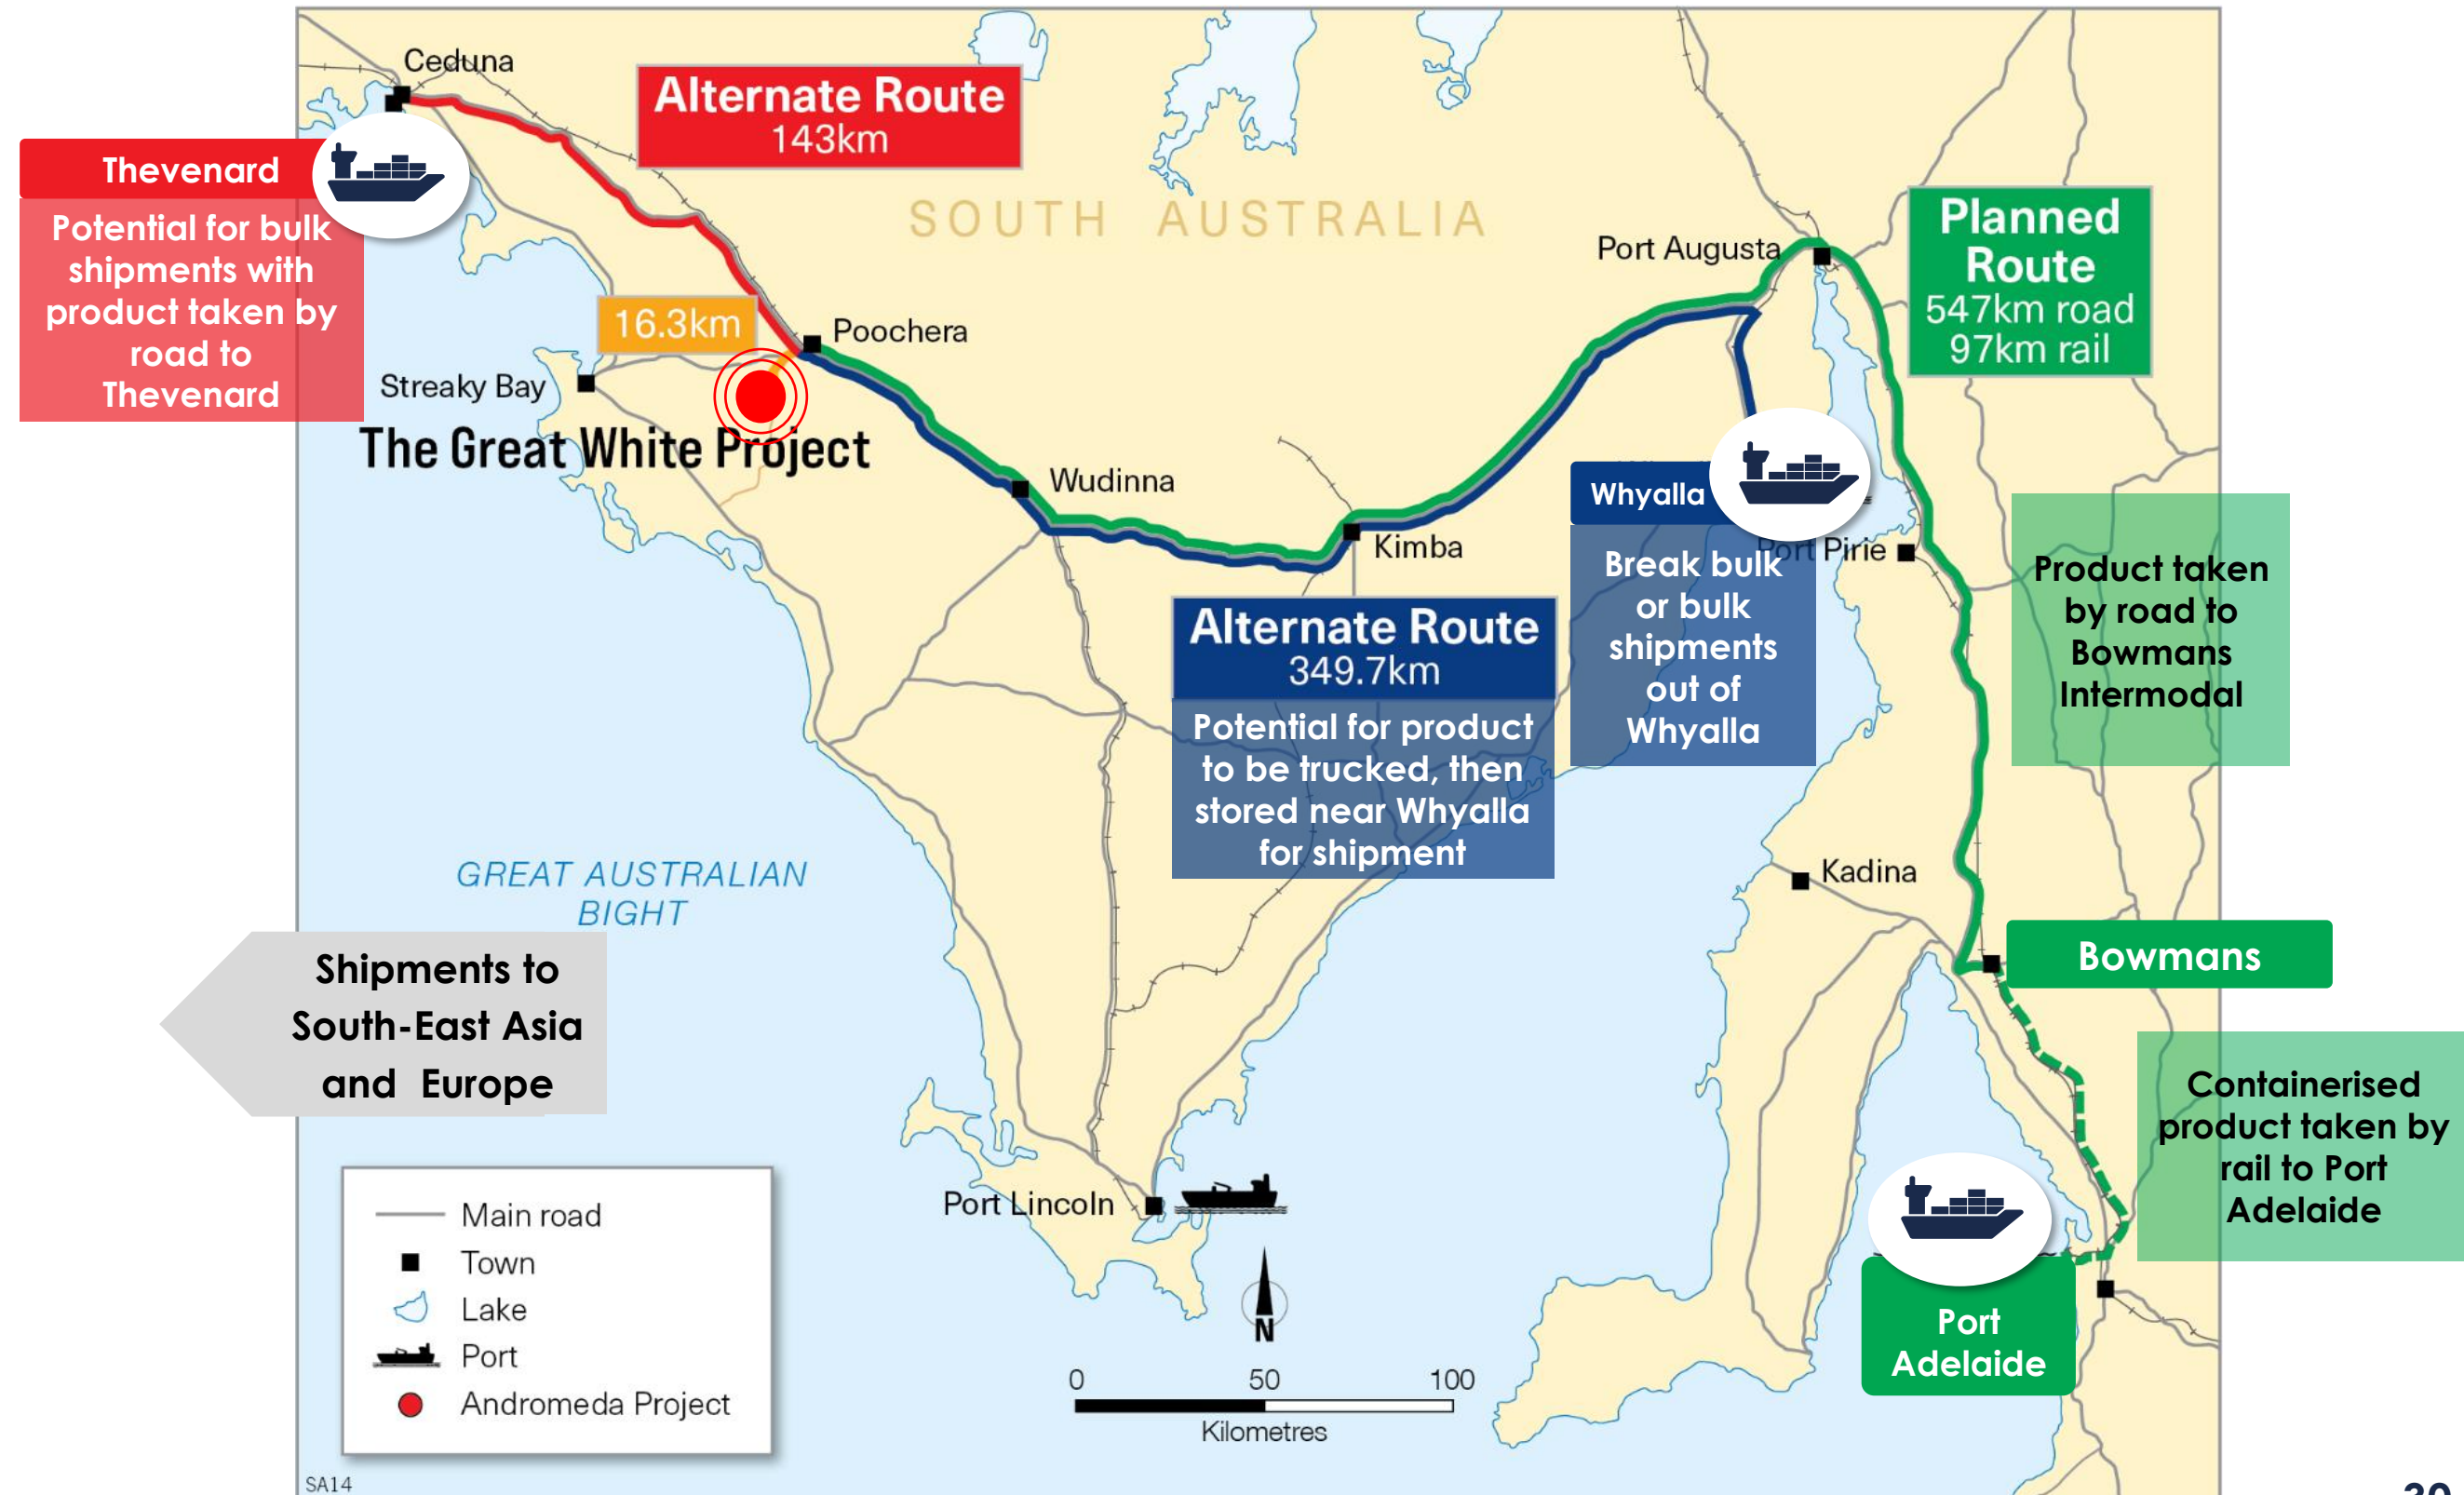 Ceduna
Alternate Route
143km
Thevenard
Potential for bulk
shipments with
product taken by
road to
Thevenard
SOUTH AUSTRALIA
Port Augusta
Planned
Route
547km road
97km rail
16.3km
Poochera
Streaky Bay
The Great White Project
Wudinna
Kimba
Whyalla
Break bulk
or bulk
shipments
out of
Whyalla
Port Pirie
Product taken
by road to
Bowmans
Intermodal
Alternate Route
349.7km
Potential for product
to be trucked, then
stored near Whyalla
for shipment
GREAT AUSTRALIAN
BIGHT
Kadina
Bowmans
Shipments to
South-East Asia
and Europe
Containerised
product taken by
rail to Port
Adelaide
Port Lincoln
Main road
Town
Lake
Port
Andromeda Project
N
0 50 100
Kilometres
Port
Adelaide
SA14